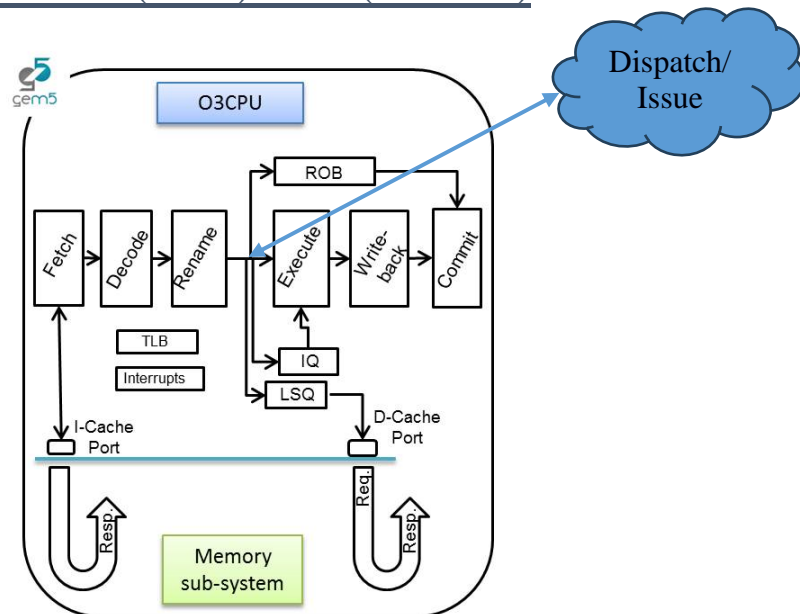 gem5
O3CPU
Dispatch/
Issue
ROB
Fetch
Decode
Rename
Execute
Write-
back
Commit
TLB
IQ
Interrupts
LSQ
I-Cache
Port
D-Cache
Port
Resp.
Req.
Resp.
Memory
sub-system